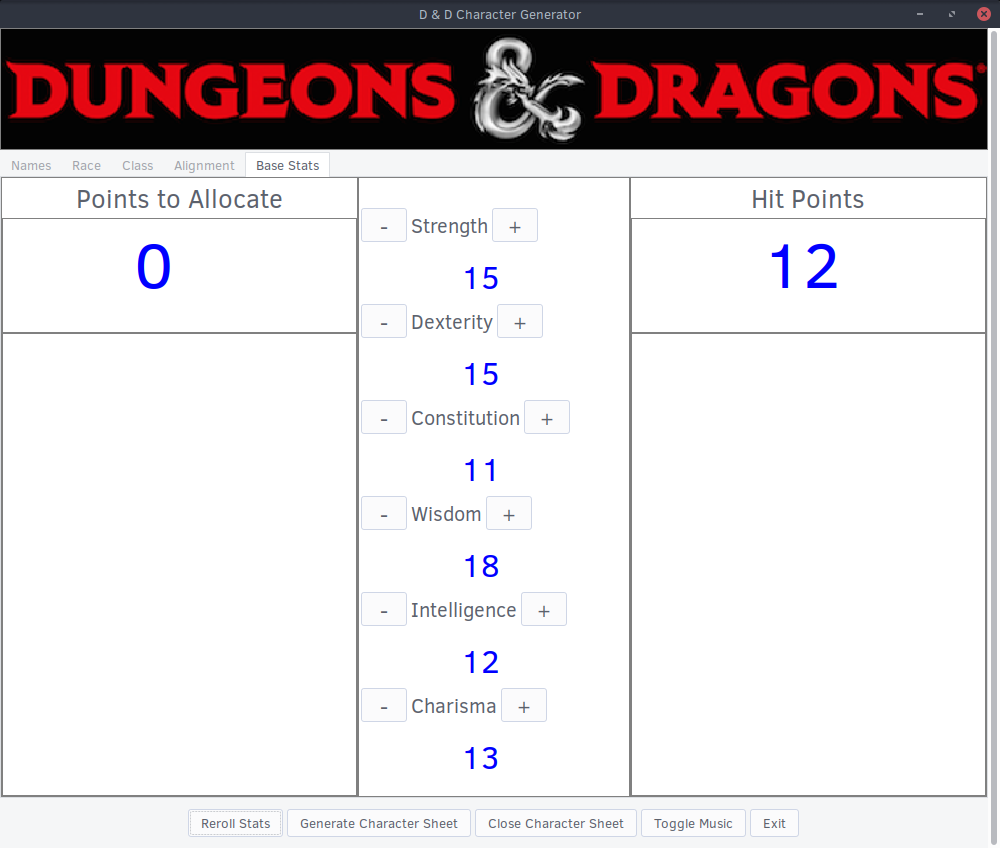 D & D Character Generator
DUNGEONS & DRAGONS
Names Race Class Alignment Base Stats
Points to Allocate
0
- Strength +
15
- Dexterity +
15
- Constitution +
11
- Wisdom +
18
- Intelligence +
12
- Charisma +
13
Hit Points
12
Reroll Stats Generate Character Sheet Close Character Sheet Toggle Music Exit